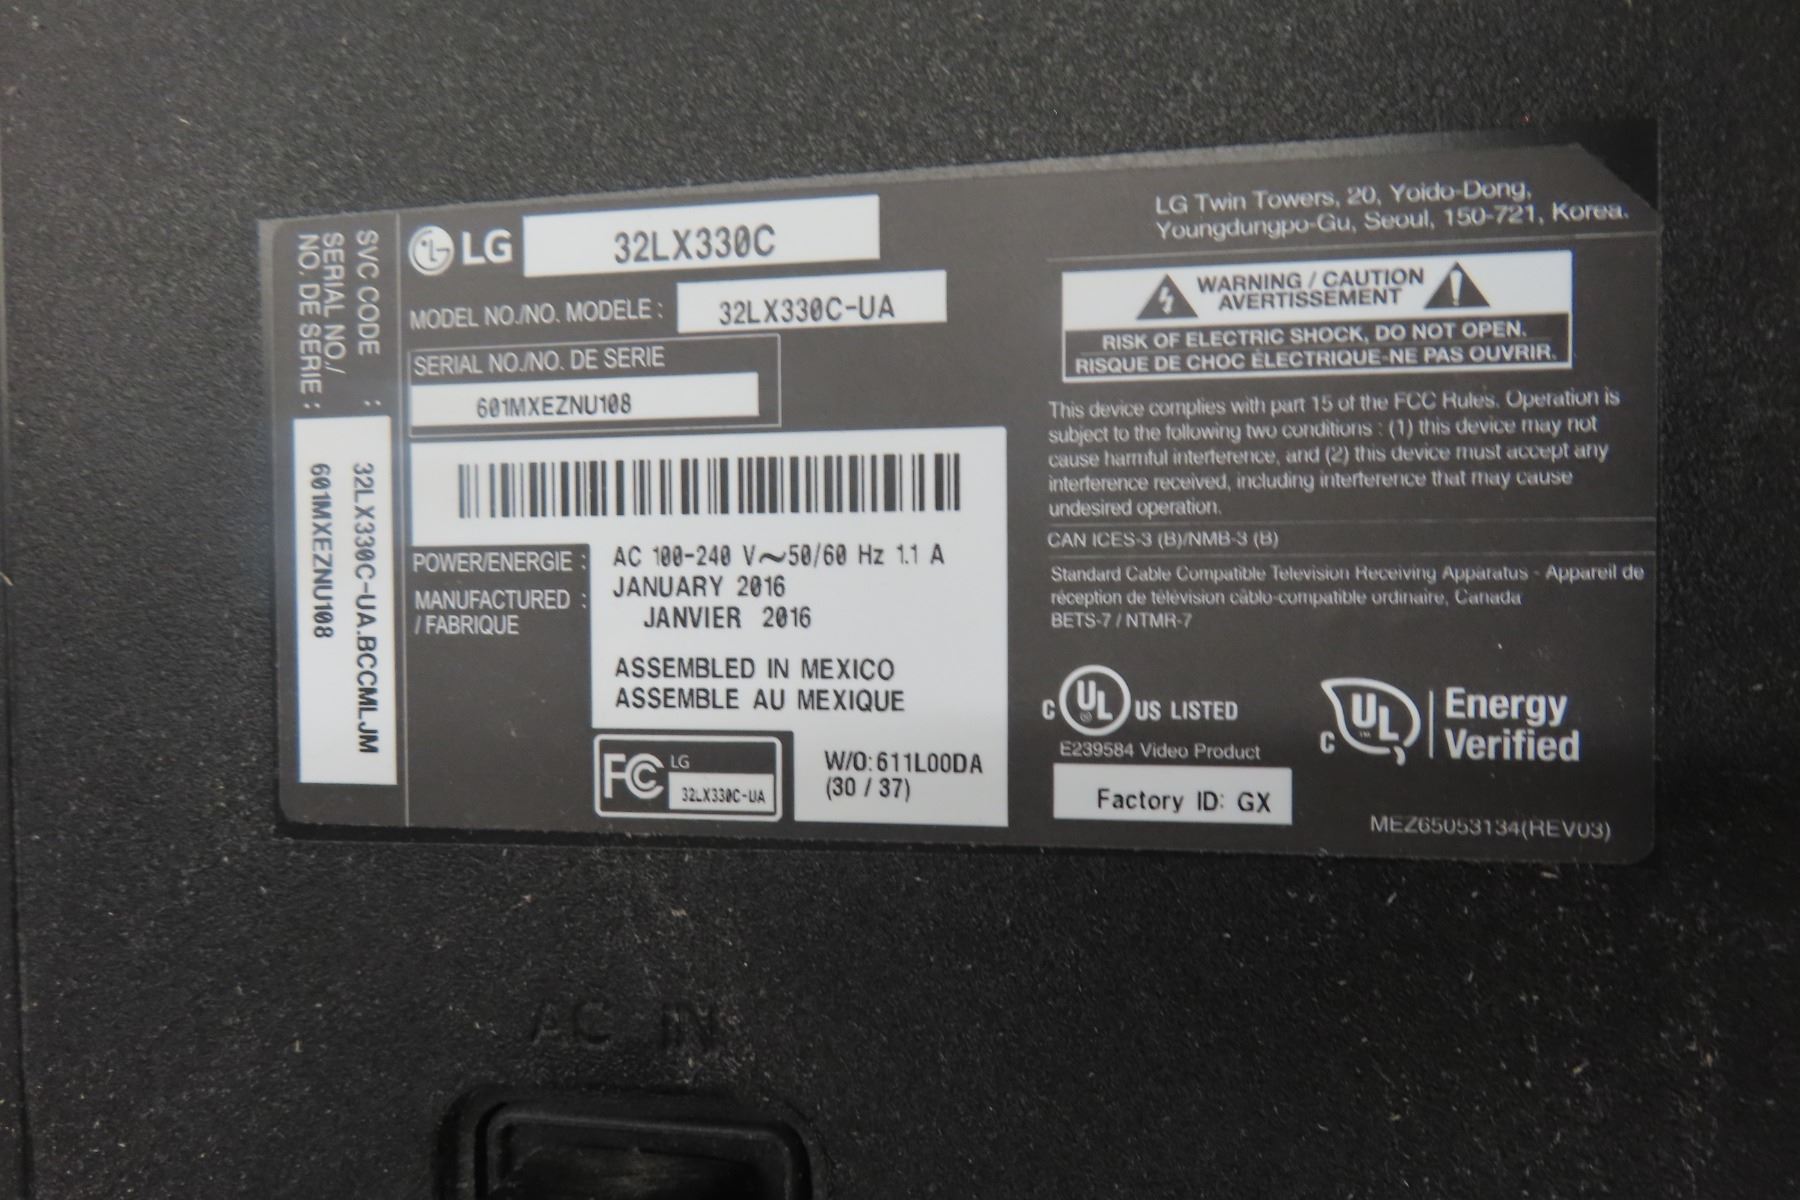 SVC CODE :
SERIAL NO./
NO. DE SERIE :
32LX330C-UA.BCCMLJM
601MXEZNU108
LG 32LX330C
MODEL NO./NO. MODELE : 32LX330C-UA
SERIAL NO./NO. DE SERIE
601MXEZNU108
POWER/ENERGIE : AC 100-240 V~50/60 Hz 1.1 A
MANUFACTURED : JANUARY 2016
/ FABRIQUE JANVIER 2016
ASSEMBLED IN MEXICO
ASSEMBLE AU MEXIQUE
FC LG
32LX330C-UA
W/O:611L00DA
(30 / 37)
LG Twin Towers, 20, Yoido-Dong,
Youngdungpo-Gu, Seoul, 150-721, Korea.
WARNING / CAUTION
AVERTISSEMENT
RISK OF ELECTRIC SHOCK, DO NOT OPEN.
RISQUE DE CHOC ÉLECTRIQUE-NE PAS OUVRIR.
This device complies with part 15 of the FCC Rules. Operation is
subject to the following two conditions : (1) this device may not
cause harmful interference, and (2) this device must accept any
interference received, including interference that may cause
undesired operation.
CAN ICES-3 (B)/NMB-3 (B)
Standard Cable Compatible Television Receiving Apparatus - Appareil de
réception de télévision câblo-compatible ordinaire, Canada
BETS-7 / NTMR-7
C UL US LISTED
E239584 Video Product
Factory ID: GX
C UL Energy
Verified
MEZ65053134(REV03)
AC IN